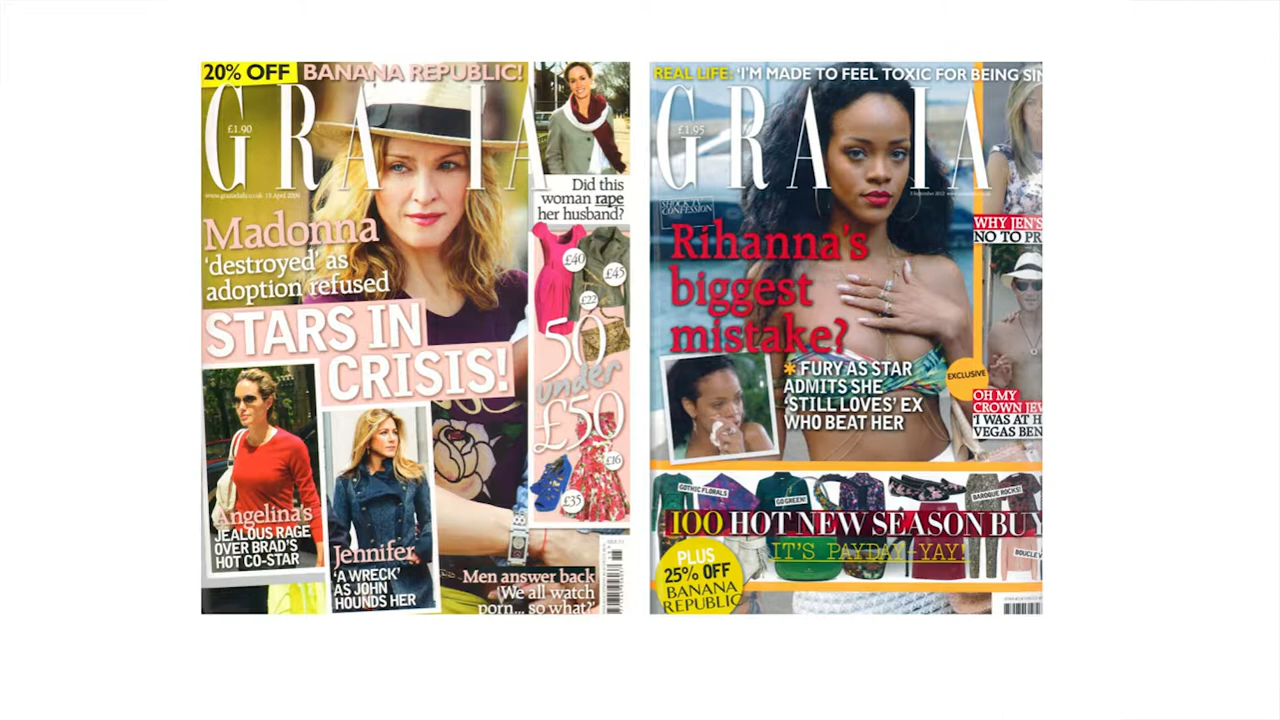 20% OFF BANANA REPUBLIC!
GRAZIA
£1.90
Did this
woman rape
her husband?
Madonna
'destroyed' as
adoption refused
STARS IN
CRISIS!
£40
£45
£22
50
under
£50
£16
£35
Angelina's
JEALOUS RAGE
OVER BRAD'S
HOT CO-STAR
Jennifer
'A WRECK'
AS JOHN
HOUNDS HER
Men answer back
'We all watch
porn... so what?'
REAL LIFE: 'I'M MADE TO FEEL TOXIC FOR BEING SIN
GRAZIA
£1.95
SHOCK TV
CONFESSION
Rihanna's
biggest
mistake?
* FURY AS STAR
ADMITS SHE
'STILL LOVES' EX
WHO BEAT HER
EXCLUSIVE
WHY JEN'S
NO TO PR
OH MY
CROWN JEW
'I WAS AT H
VEGAS BEN
GOTHIC FLORALS
GO GREEN!
BAROQUE ROCKS!
100 HOT NEW SEASON BUY
IT'S PAYDAY–YAY!
BOUCLE
PLUS
25% OFF
BANANA
REPUBLIC